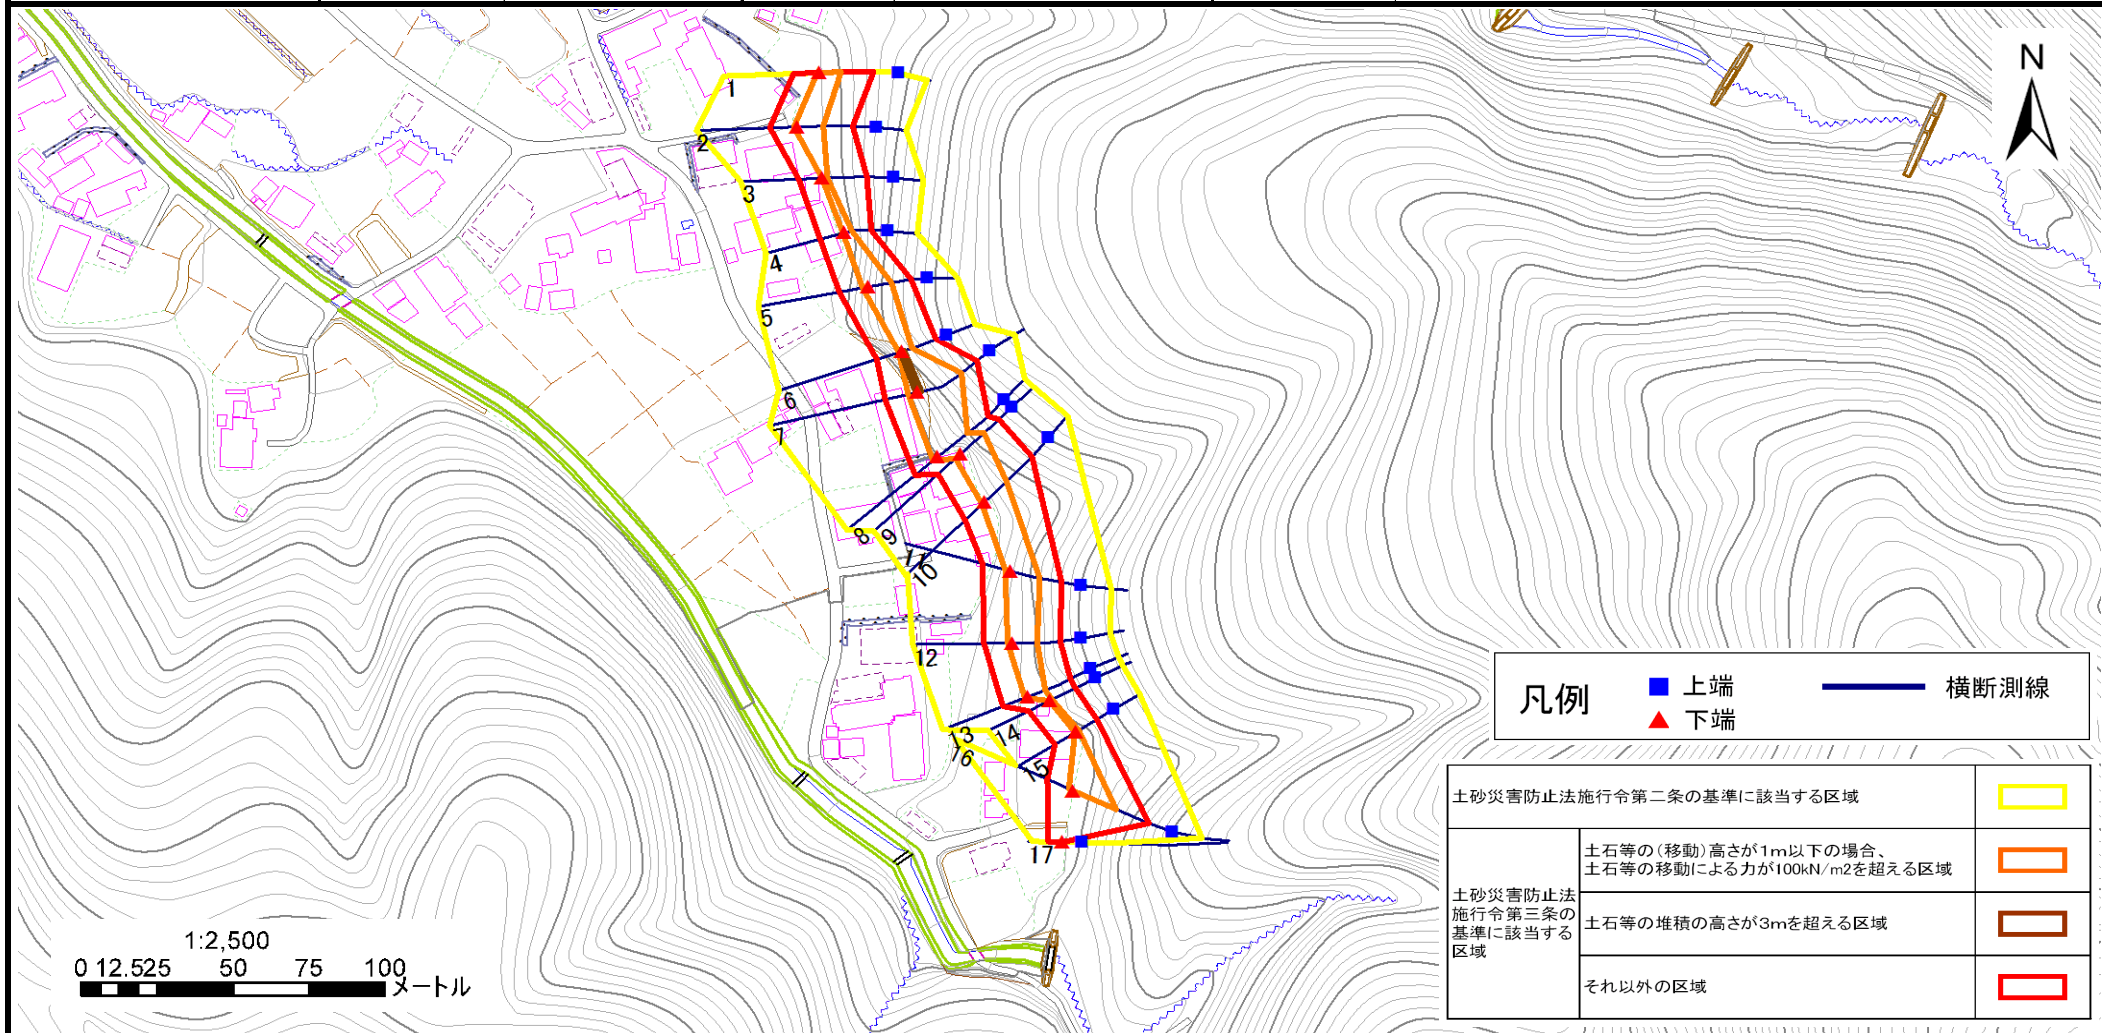 N
1
2
3
4
5
6
7
8
9
11
10
12
13
14
16
15
17
凡例
上端
下端
横断測線
土砂災害防止法施行令第二条の基準に該当する区域
土砂災害防止法
施行令第三条の
基準に該当する
区域
土石等の(移動)高さが1m以下の場合、
土石等の移動による力が100kN/m2を超える区域
土石等の堆積の高さが3mを超える区域
それ以外の区域
1:2,500
0 12.525 50 75 100
メートル